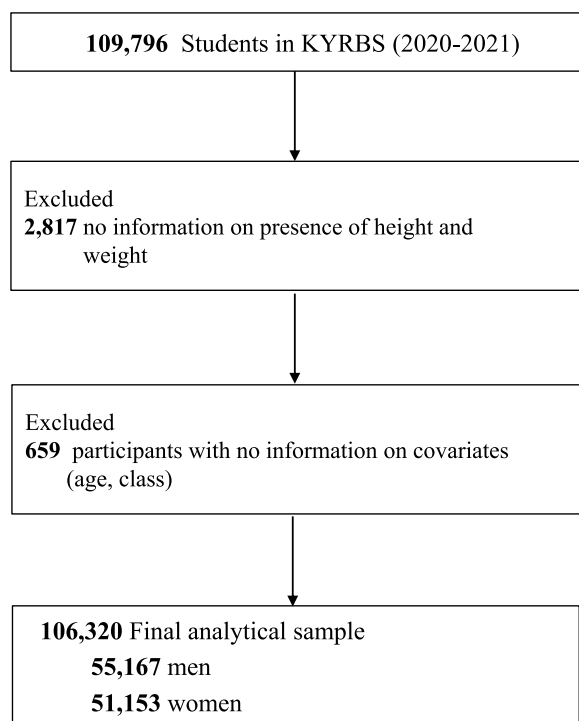 109,796 Students in KYRBS (2020-2021)
Excluded
2,817 no information on presence of height and
weight
Excluded
659 participants with no information on covariates
(age, class)
106,320 Final analytical sample
55,167 men
51,153 women